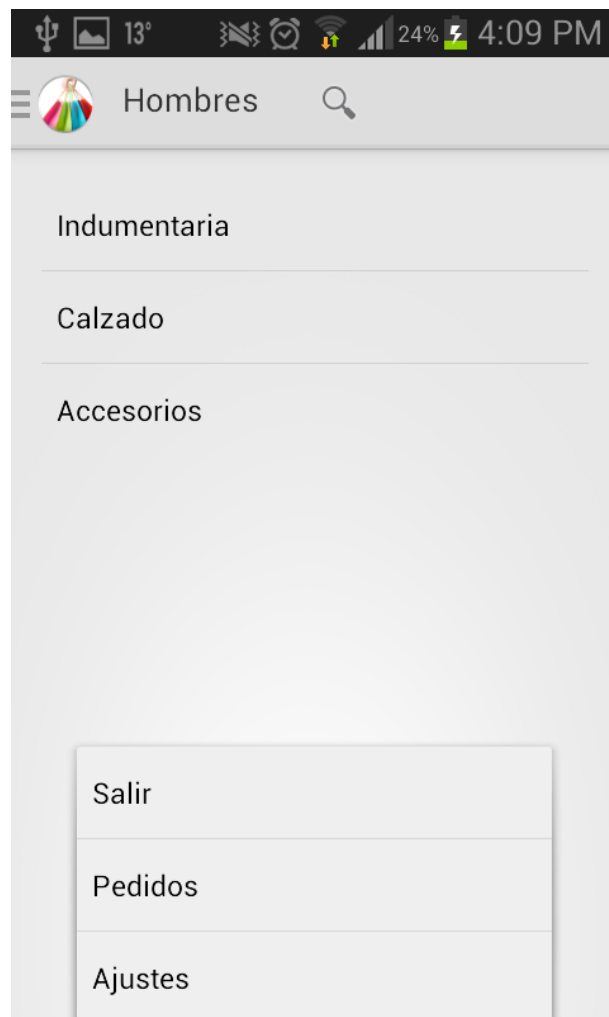 13° 24% 4:09 PM
Hombres
Indumentaria
Calzado
Accesorios
Salir
Pedidos
Ajustes